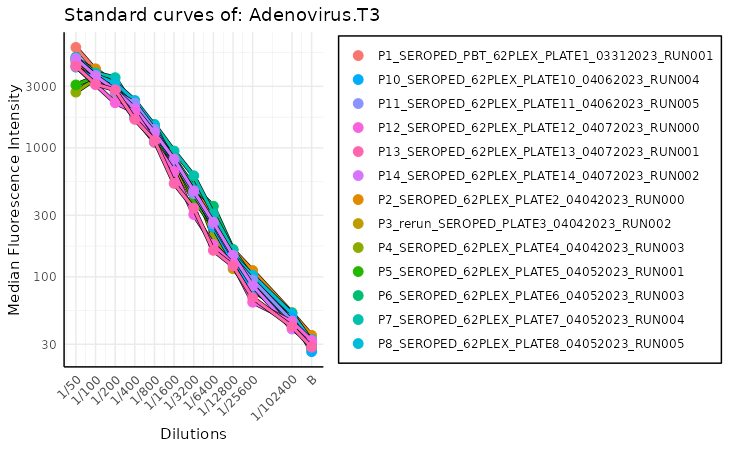 Standard curves of: Adenovirus.T3
Median Fluorescence Intensity
3000
1000
300
100
30
1/50
1/100
1/200
1/400
1/800
1/1600
1/3200
1/6400
1/12800
1/25600
1/102400
B
Dilutions
P1_SEROPED_PBT_62PLEX_PLATE1_03312023_RUN001
P10_SEROPED_62PLEX_PLATE10_04062023_RUN004
P11_SEROPED_62PLEX_PLATE11_04062023_RUN005
P12_SEROPED_62PLEX_PLATE12_04072023_RUN000
P13_SEROPED_62PLEX_PLATE13_04072023_RUN001
P14_SEROPED_62PLEX_PLATE14_04072023_RUN002
P2_SEROPED_62PLEX_PLATE2_04042023_RUN000
P3_rerun_SEROPED_PLATE3_04042023_RUN002
P4_SEROPED_62PLEX_PLATE4_04042023_RUN003
P5_SEROPED_62PLEX_PLATE5_04052023_RUN001
P6_SEROPED_62PLEX_PLATE6_04052023_RUN003
P7_SEROPED_62PLEX_PLATE7_04052023_RUN004
P8_SEROPED_62PLEX_PLATE8_04052023_RUN005